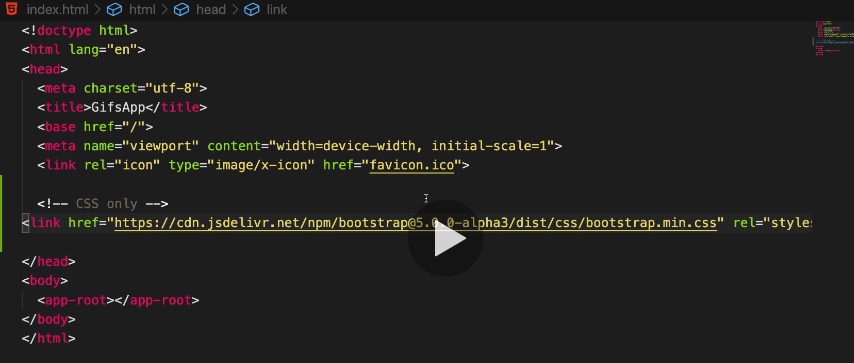 index.html > html > head > link
<!doctype html>
<html lang="en">
<head>
<meta charset="utf-8">
<title>GifsApp</title>
<base href="/">
<meta name="viewport" content="width=device-width, initial-scale=1">
<link rel="icon" type="image/x-icon" href="favicon.ico">
<!-- CSS only -->
<link href="https://cdn.jsdelivr.net/npm/bootstrap@5.0.0-alpha3/dist/css/bootstrap.min.css" rel="styles
</head>
<body>
<app-root></app-root>
</body>
</html>